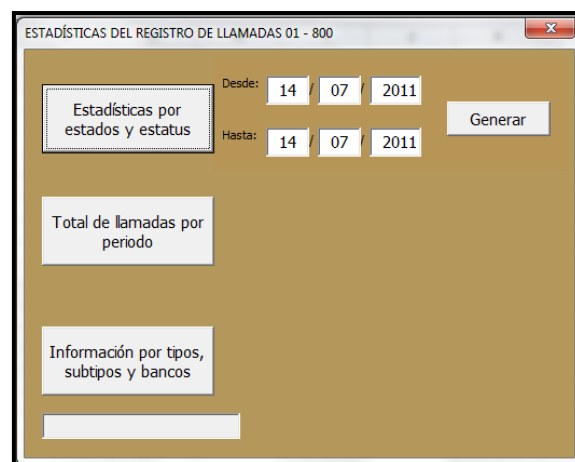 ESTADÍSTICAS DEL REGISTRO DE LLAMADAS 01 - 800
Estadísticas por
estados y estatus
Desde: 14 / 07 / 2011
Hasta: 14 / 07 / 2011
Generar
Total de llamadas por
periodo
Información por tipos,
subtipos y bancos